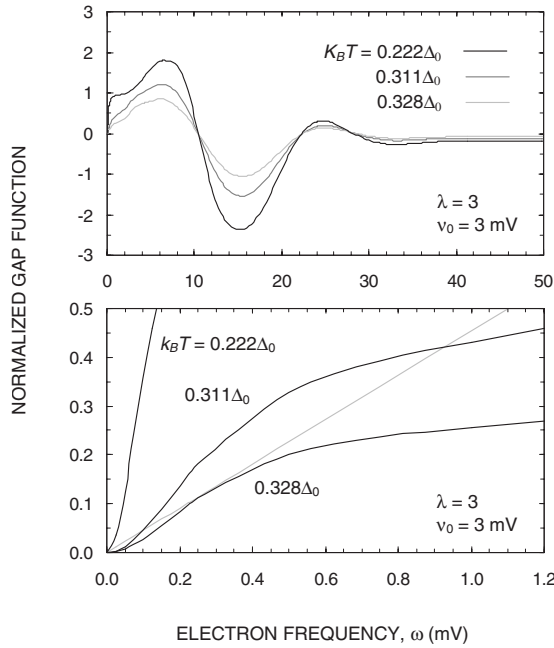 NORMALIZED GAP FUNCTION
3
2
1
0
-1
-2
-3
K_BT = 0.222Δ₀
0.311Δ₀
0.328Δ₀
λ = 3
ν₀ = 3 mV
0 10 20 30 40 50
0.5
0.4
0.3
0.2
0.1
0.0
k_BT = 0.222Δ₀
0.311Δ₀
0.328Δ₀
λ = 3
ν₀ = 3 mV
0.0 0.2 0.4 0.6 0.8 1.0 1.2
ELECTRON FREQUENCY, ω (mV)